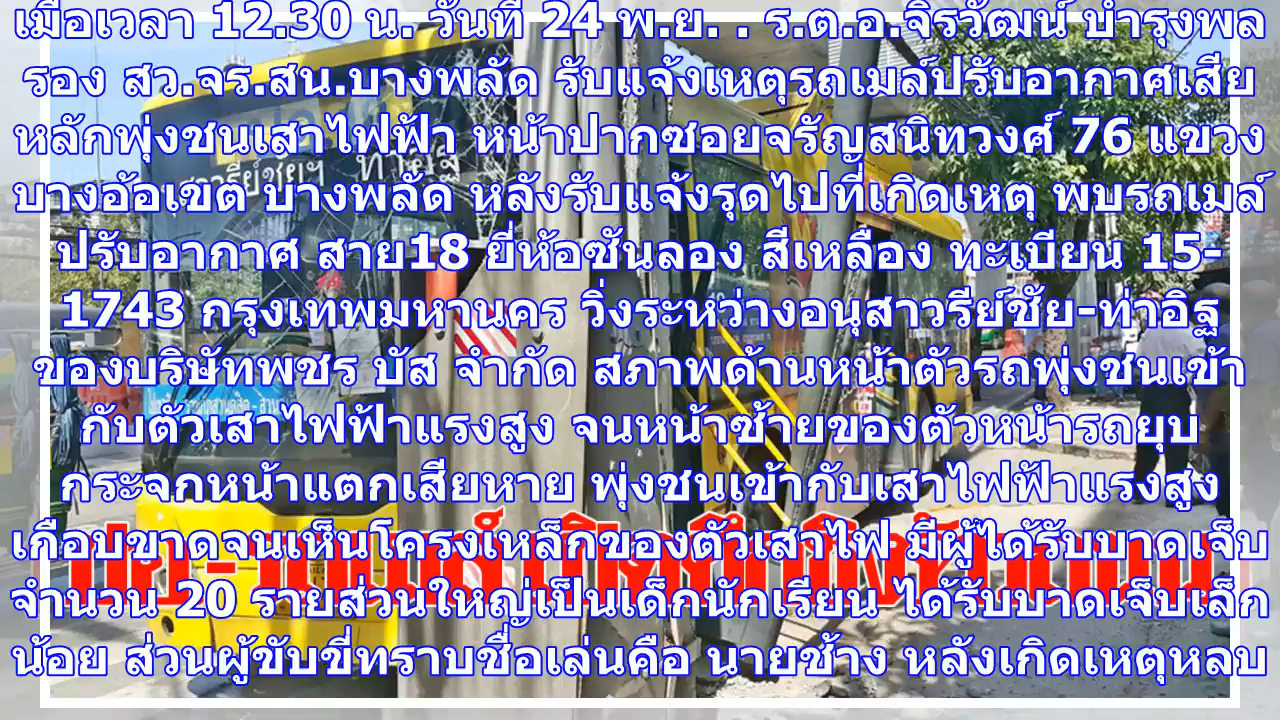 เมื่อเวลา 12.30 น. วันที่ 24 พ.ย. . ร.ต.อ.จิรวัฒน์ บำรุงพล
รอง สว.จร.สน.บางพลัด รับแจ้งเหตุรถเมล์ปรับอากาศเสีย
หลักพุ่งชนเสาไฟฟ้า หน้าปากซอยจรัญสนิทวงศ์ 76 แขวง
บางอ้อเขต บางพลัด หลังรับแจ้งรุดไปที่เกิดเหตุ พบรถเมล์
ปรับอากาศ สาย18 ยี่ห้อซันลอง สีเหลือง ทะเบียน 15-
1743 กรุงเทพมหานคร วิ่งระหว่างอนุสาวรีย์ชัย-ท่าอิฐ
ของบริษัทพชร บัส จำกัด สภาพด้านหน้าตัวรถพุ่งชนเข้า
กับตัวเสาไฟฟ้าแรงสูง จนหน้าซ้ายของตัวหน้ารถยุบ
กระจกหน้าแตกเสียหาย พุ่งชนเข้ากับเสาไฟฟ้าแรงสูง
เกือบขาดจนเห็นโครงเหล็กของตัวเสาไฟ มีผู้ได้รับบาดเจ็บ
จำนวน 20 รายส่วนใหญ่เป็นเด็กนักเรียน ได้รับบาดเจ็บเล็ก
น้อย ส่วนผู้ขับขี่ทราบชื่อเล่นคือ นายช้าง หลังเกิดเหตุหลบ